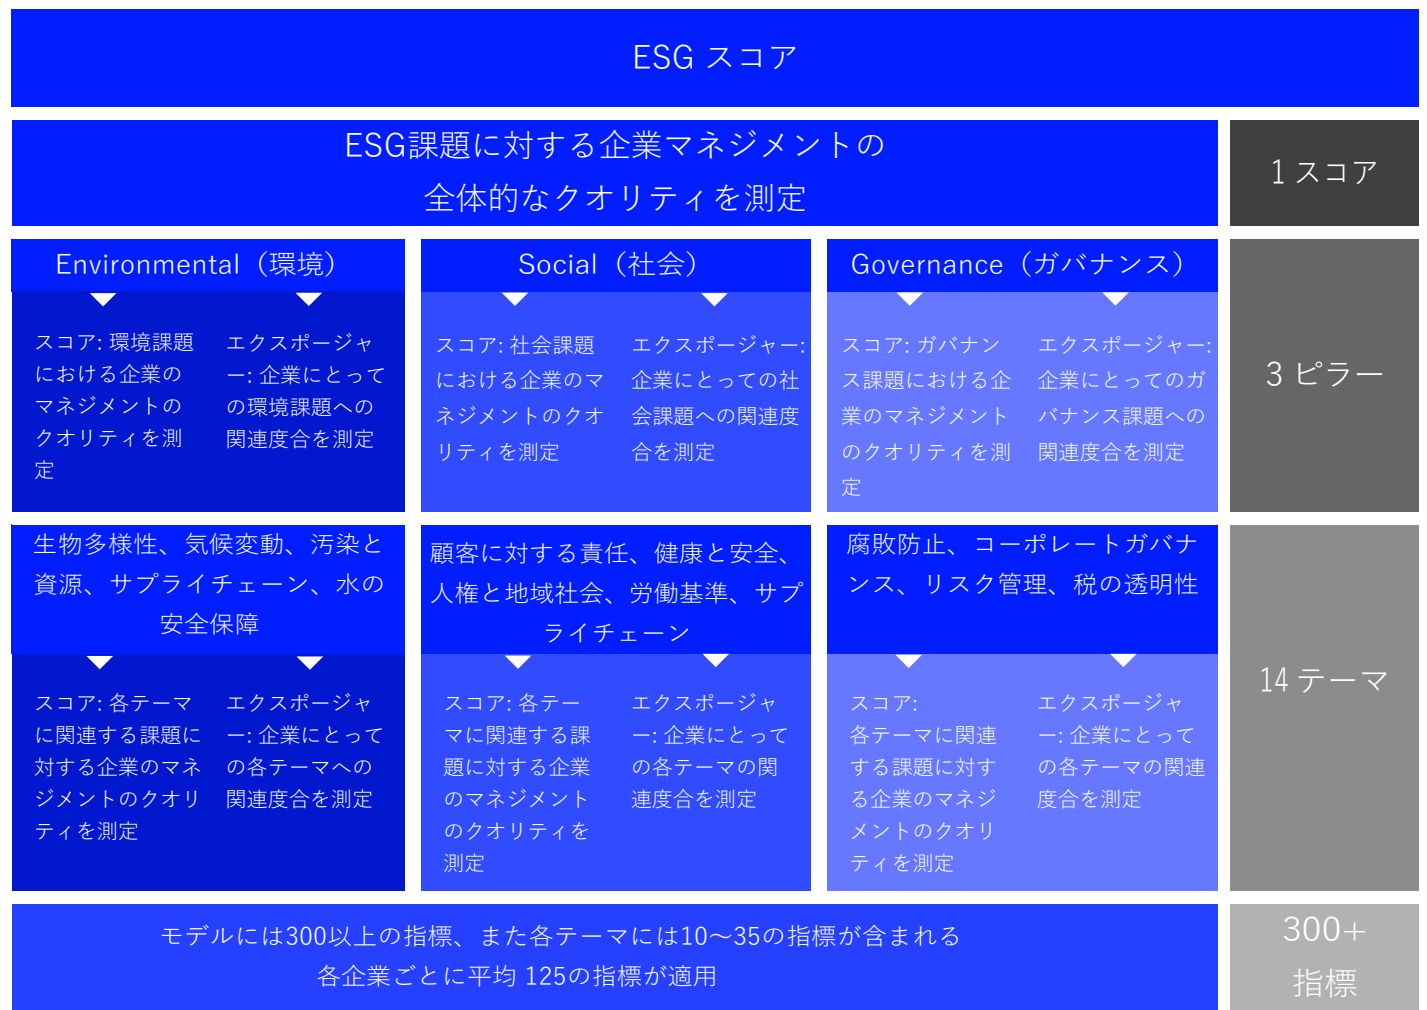 ESG スコア
ESG課題に対する企業マネジメントの
全体的なクオリティを測定
1 スコア
Environmental（環境）
スコア: 環境課題
における企業の
マネジメントの
クオリティを測
定
エクスポージャ
ー: 企業にとって
の環境課題への
関連度合を測定
Social（社会）
スコア: 社会課題
における企業のマ
ネジメントのクオ
リティを測定
エクスポージャー:
企業にとっての社
会課題への関連度
合を測定
Governance（ガバナンス）
スコア: ガバナン
ス課題における企
業のマネジメント
のクオリティを測
定
エクスポージャー:
企業にとってのガ
バナンス課題への
関連度合を測定
3 ピラー
生物多様性、気候変動、汚染と
資源、サプライチェーン、水の
安全保障
スコア: 各テーマ
に関連する課題に
対する企業のマネ
ジメントのクオリ
ティを測定
エクスポージャ
ー: 企業にとって
の各テーマへの
関連度合を測定
顧客に対する責任、健康と安全、
人権と地域社会、労働基準、サプ
ライチェーン
スコア: 各テー
マに関連する課
題に対する企業
のマネジメント
のクオリティを
測定
エクスポージャ
ー: 企業にとって
の各テーマの関
連度合を測定
腐敗防止、コーポレートガバナ
ンス、リスク管理、税の透明性
スコア:
各テーマに関連
する課題に対す
る企業のマネジ
メントのクオリ
ティを測定
エクスポージャ
ー: 企業にとって
の各テーマの関連
度合を測定
14 テーマ
モデルには300以上の指標、また各テーマには10～35の指標が含まれる
各企業ごとに平均 125の指標が適用
300+
指標